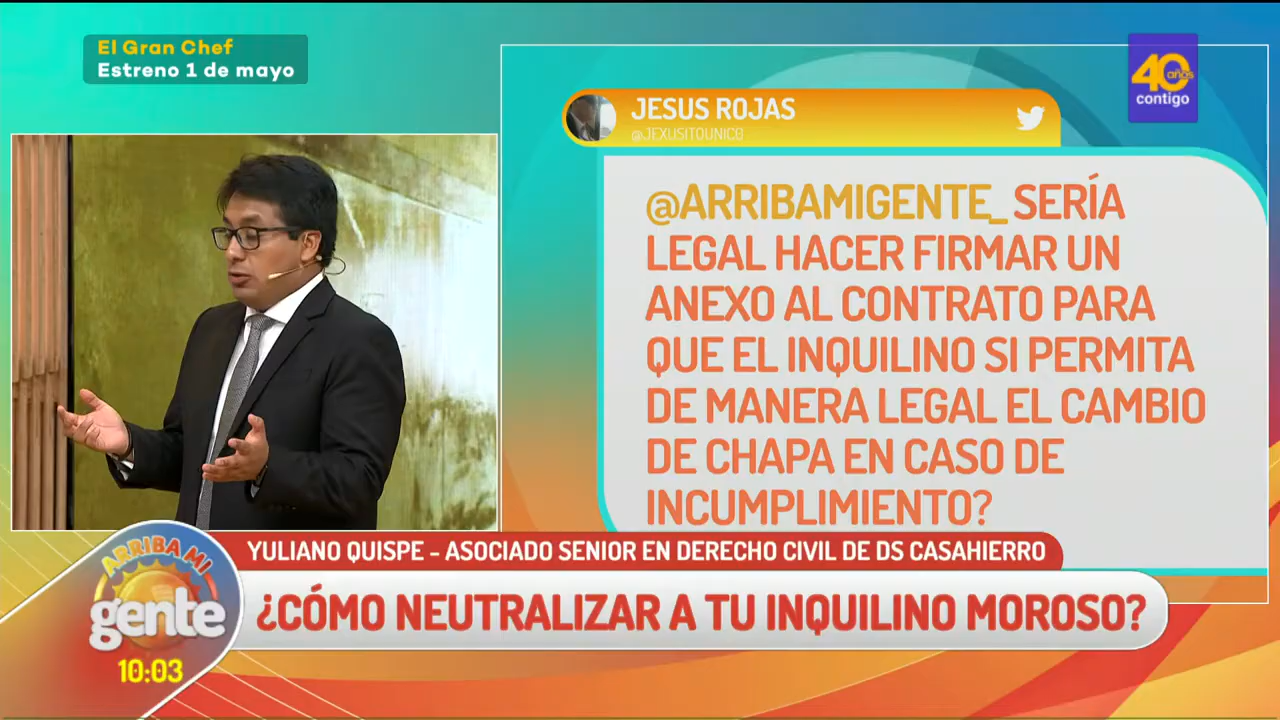 El Gran Chef
Estreno 1 de mayo
40
años
contigo
JESUS ROJAS
@JEXUSITOUNICO
@ARRIBAMIGENTE_ SERÍA
LEGAL HACER FIRMAR UN
ANEXO AL CONTRATO PARA
QUE EL INQUILINO SI PERMITA
DE MANERA LEGAL EL CAMBIO
DE CHAPA EN CASO DE
INCUMPLIMIENTO?
YULIANO QUISPE - ASOCIADO SENIOR EN DERECHO CIVIL DE DS CASAHIERRO
ARRIBA MI
gente
¿CÓMO NEUTRALIZAR A TU INQUILINO MOROSO?
10:03